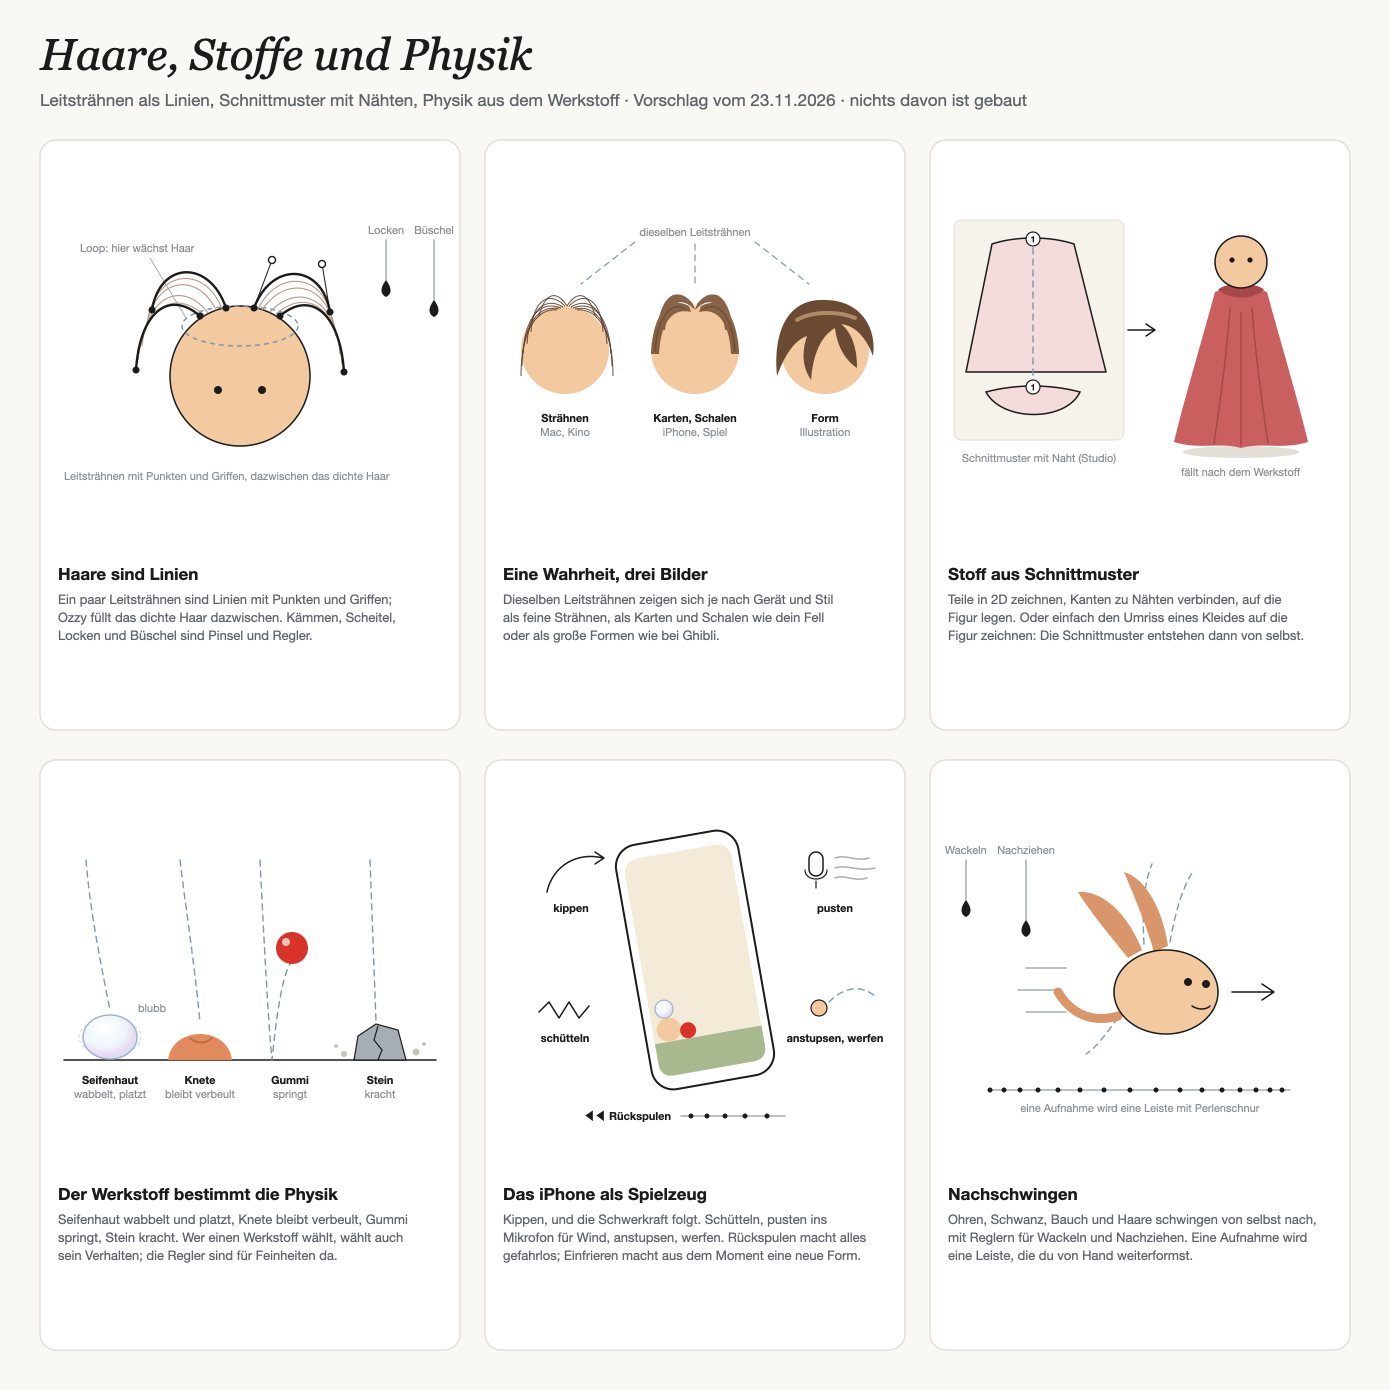 Haare, Stoffe und Physik
Leitsträhnen als Linien, Schnittmuster mit Nähten, Physik aus dem Werkstoff · Vorschlag vom 23.11.2026 · nichts davon ist gebaut
Locken Büschel
Loop: hier wächst Haar
Leitsträhnen mit Punkten und Griffen, dazwischen das dichte Haar
Haare sind Linien
Ein paar Leitsträhnen sind Linien mit Punkten und Griffen;
Ozzy füllt das dichte Haar dazwischen. Kämmen, Scheitel,
Locken und Büschel sind Pinsel und Regler.
dieselben Leitsträhnen
Strähnen
Mac, Kino
Karten, Schalen
iPhone, Spiel
Form
Illustration
Eine Wahrheit, drei Bilder
Dieselben Leitsträhnen zeigen sich je nach Gerät und Stil
als feine Strähnen, als Karten und Schalen wie dein Fell
oder als große Formen wie bei Ghibli.
1
1
Schnittmuster mit Naht (Studio)
fällt nach dem Werkstoff
Stoff aus Schnittmuster
Teile in 2D zeichnen, Kanten zu Nähten verbinden, auf die
Figur legen. Oder einfach den Umriss eines Kleides auf die
Figur zeichnen: Die Schnittmuster entstehen dann von selbst.
blubb
Seifenhaut
wabbelt, platzt
Knete
bleibt verbeult
Gummi
springt
Stein
kracht
Der Werkstoff bestimmt die Physik
Seifenhaut wabbelt und platzt, Knete bleibt verbeult, Gummi
springt, Stein kracht. Wer einen Werkstoff wählt, wählt auch
sein Verhalten; die Regler sind für Feinheiten da.
kippen
pusten
schütteln
anstupsen, werfen
Rückspulen
Das iPhone als Spielzeug
Kippen, und die Schwerkraft folgt. Schütteln, pusten ins
Mikrofon für Wind, anstupsen, werfen. Rückspulen macht alles
gefahrlos; Einfrieren macht aus dem Moment eine neue Form.
Wackeln Nachziehen
eine Aufnahme wird eine Leiste mit Perlenschnur
Nachschwingen
Ohren, Schwanz, Bauch und Haare schwingen von selbst nach,
mit Reglern für Wackeln und Nachziehen. Eine Aufnahme wird
eine Leiste, die du von Hand weiterformst.